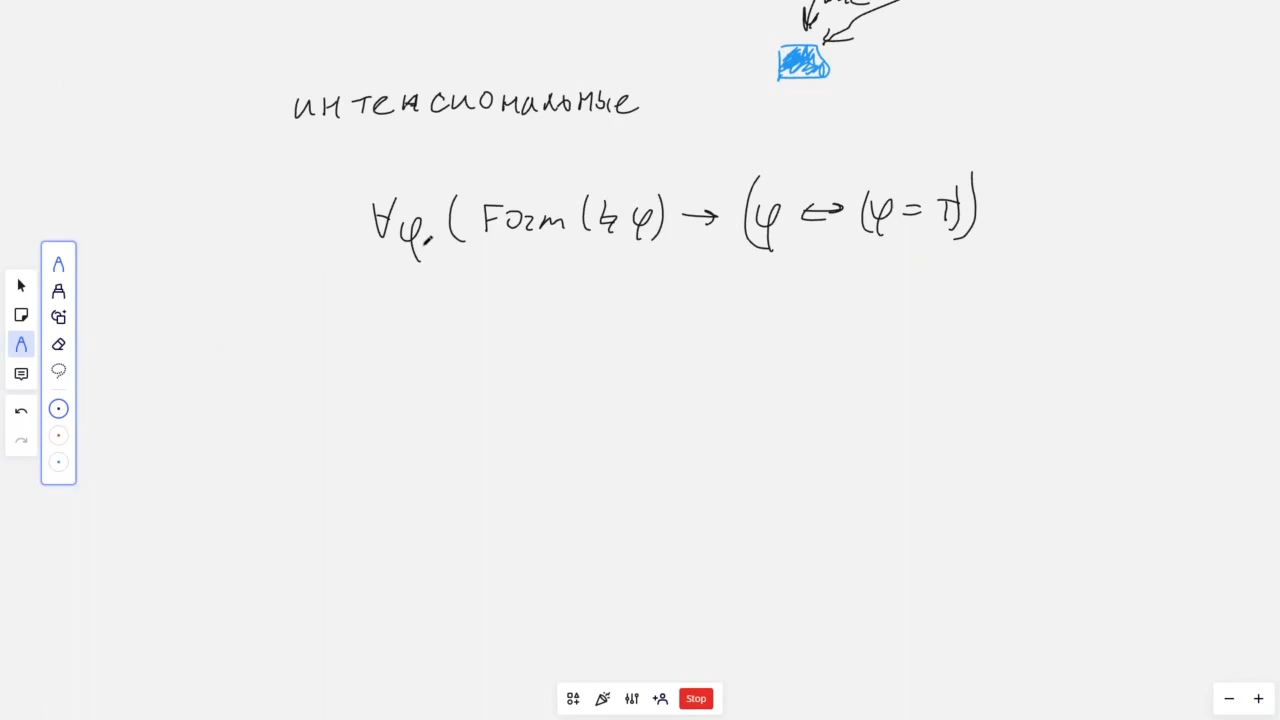 интенсиональные
∀φ.( Form(♮φ) → (φ ↔ (φ = И))
Stop